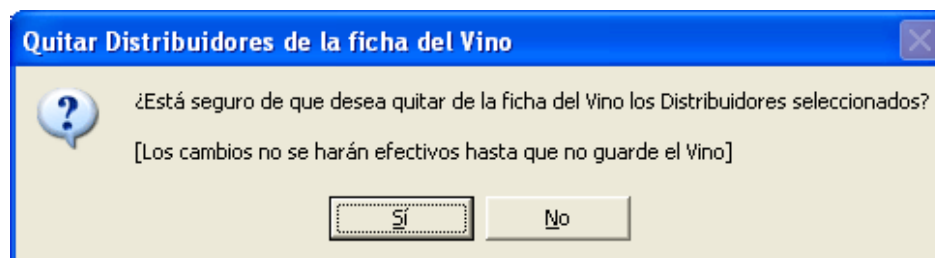 Quitar Distribuidores de la ficha del Vino
¿Está seguro de que desea quitar de la ficha del Vino los Distribuidores seleccionados?
[Los cambios no se harán efectivos hasta que no guarde el Vino]
Sí
No